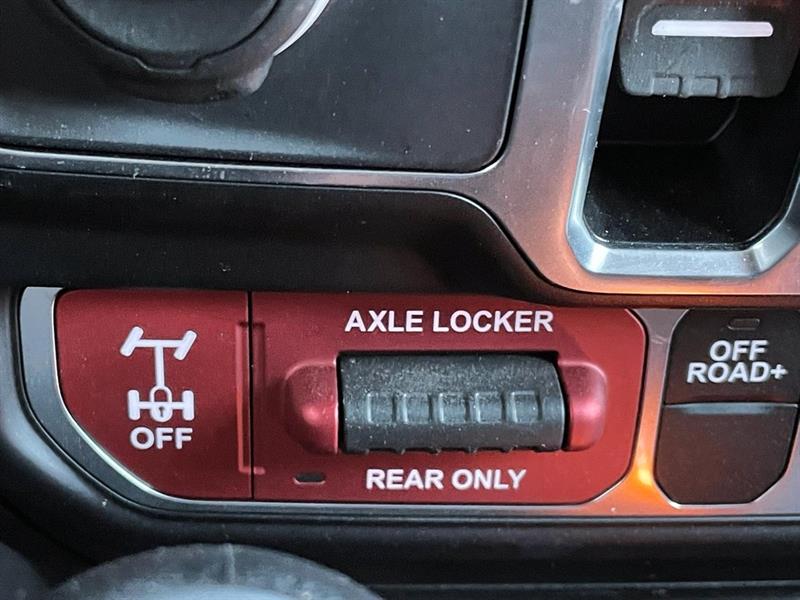 AXLE LOCKER
OFF
REAR ONLY
OFF
ROAD+